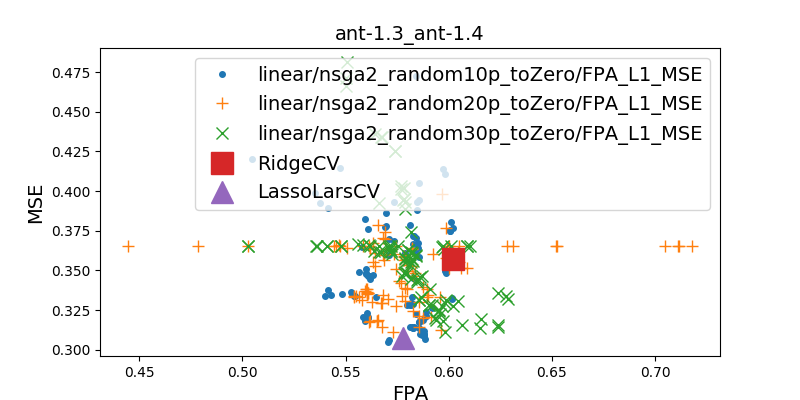 ant-1.3_ant-1.4
linear/nsga2_random10p_toZero/FPA_L1_MSE
linear/nsga2_random20p_toZero/FPA_L1_MSE
linear/nsga2_random30p_toZero/FPA_L1_MSE
RidgeCV
LassoLarsCV
MSE
0.475
0.450
0.425
0.400
0.375
0.350
0.325
0.300
0.45 0.50 0.55 0.60 0.65 0.70
FPA